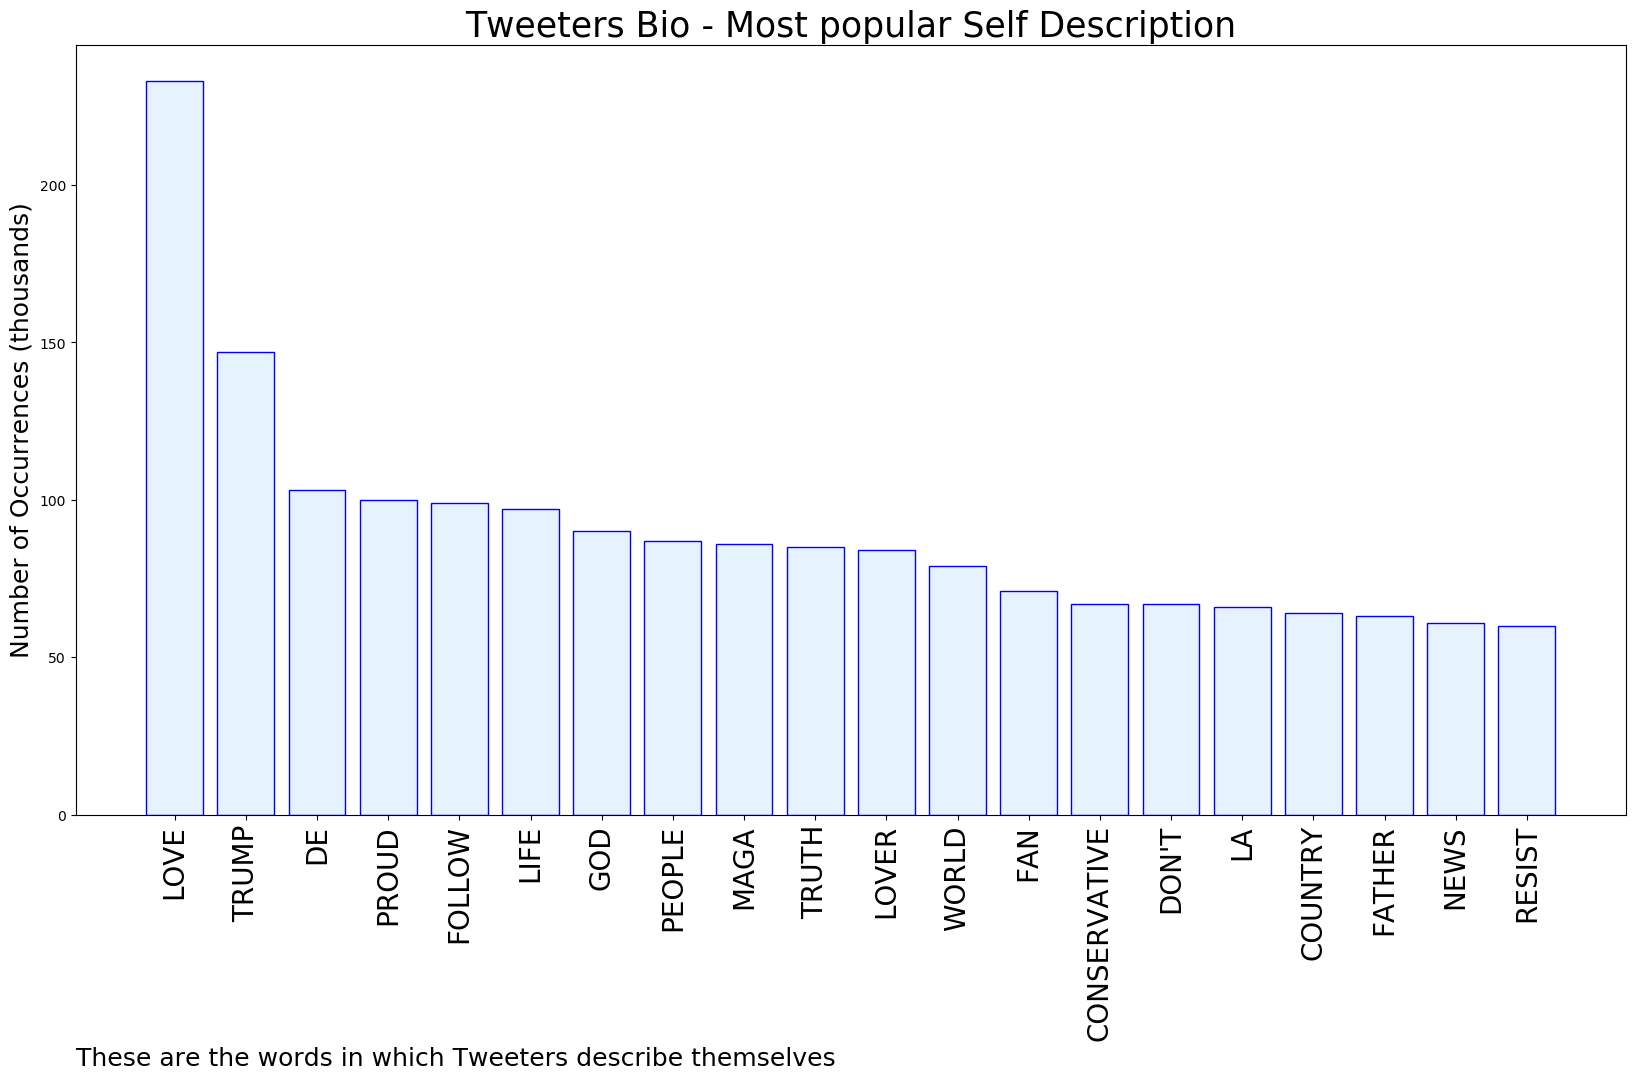 Tweeters Bio - Most popular Self Description
Number of Occurrences (thousands)
200
150
100
50
0
LOVE
TRUMP
DE
PROUD
FOLLOW
LIFE
GOD
PEOPLE
MAGA
TRUTH
LOVER
WORLD
FAN
CONSERVATIVE
DON'T
LA
COUNTRY
FATHER
NEWS
RESIST
These are the words in which Tweeters describe themselves